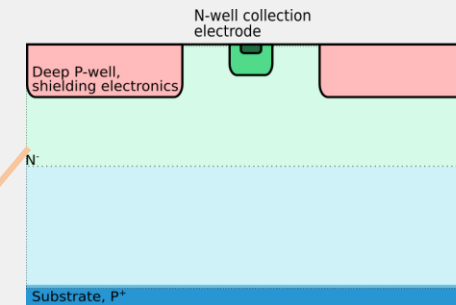 N-well collection
electrode
Deep P-well,
shielding electronics
N⁻
Substrate, P⁺